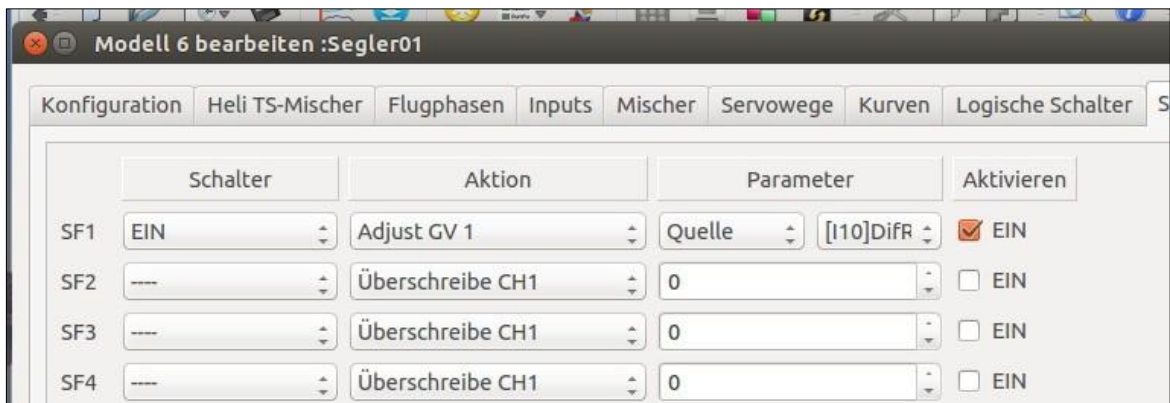 Modell 6 bearbeiten :Segler01
Konfiguration Heli TS-Mischer Flugphasen Inputs Mischer Servowege Kurven Logische Schalter S
Schalter Aktion Parameter Aktivieren
SF1 EIN Adjust GV 1 Quelle [I10]DifR EIN
SF2 ---- Überschreibe CH1 0 EIN
SF3 ---- Überschreibe CH1 0 EIN
SF4 ---- Überschreibe CH1 0 EIN